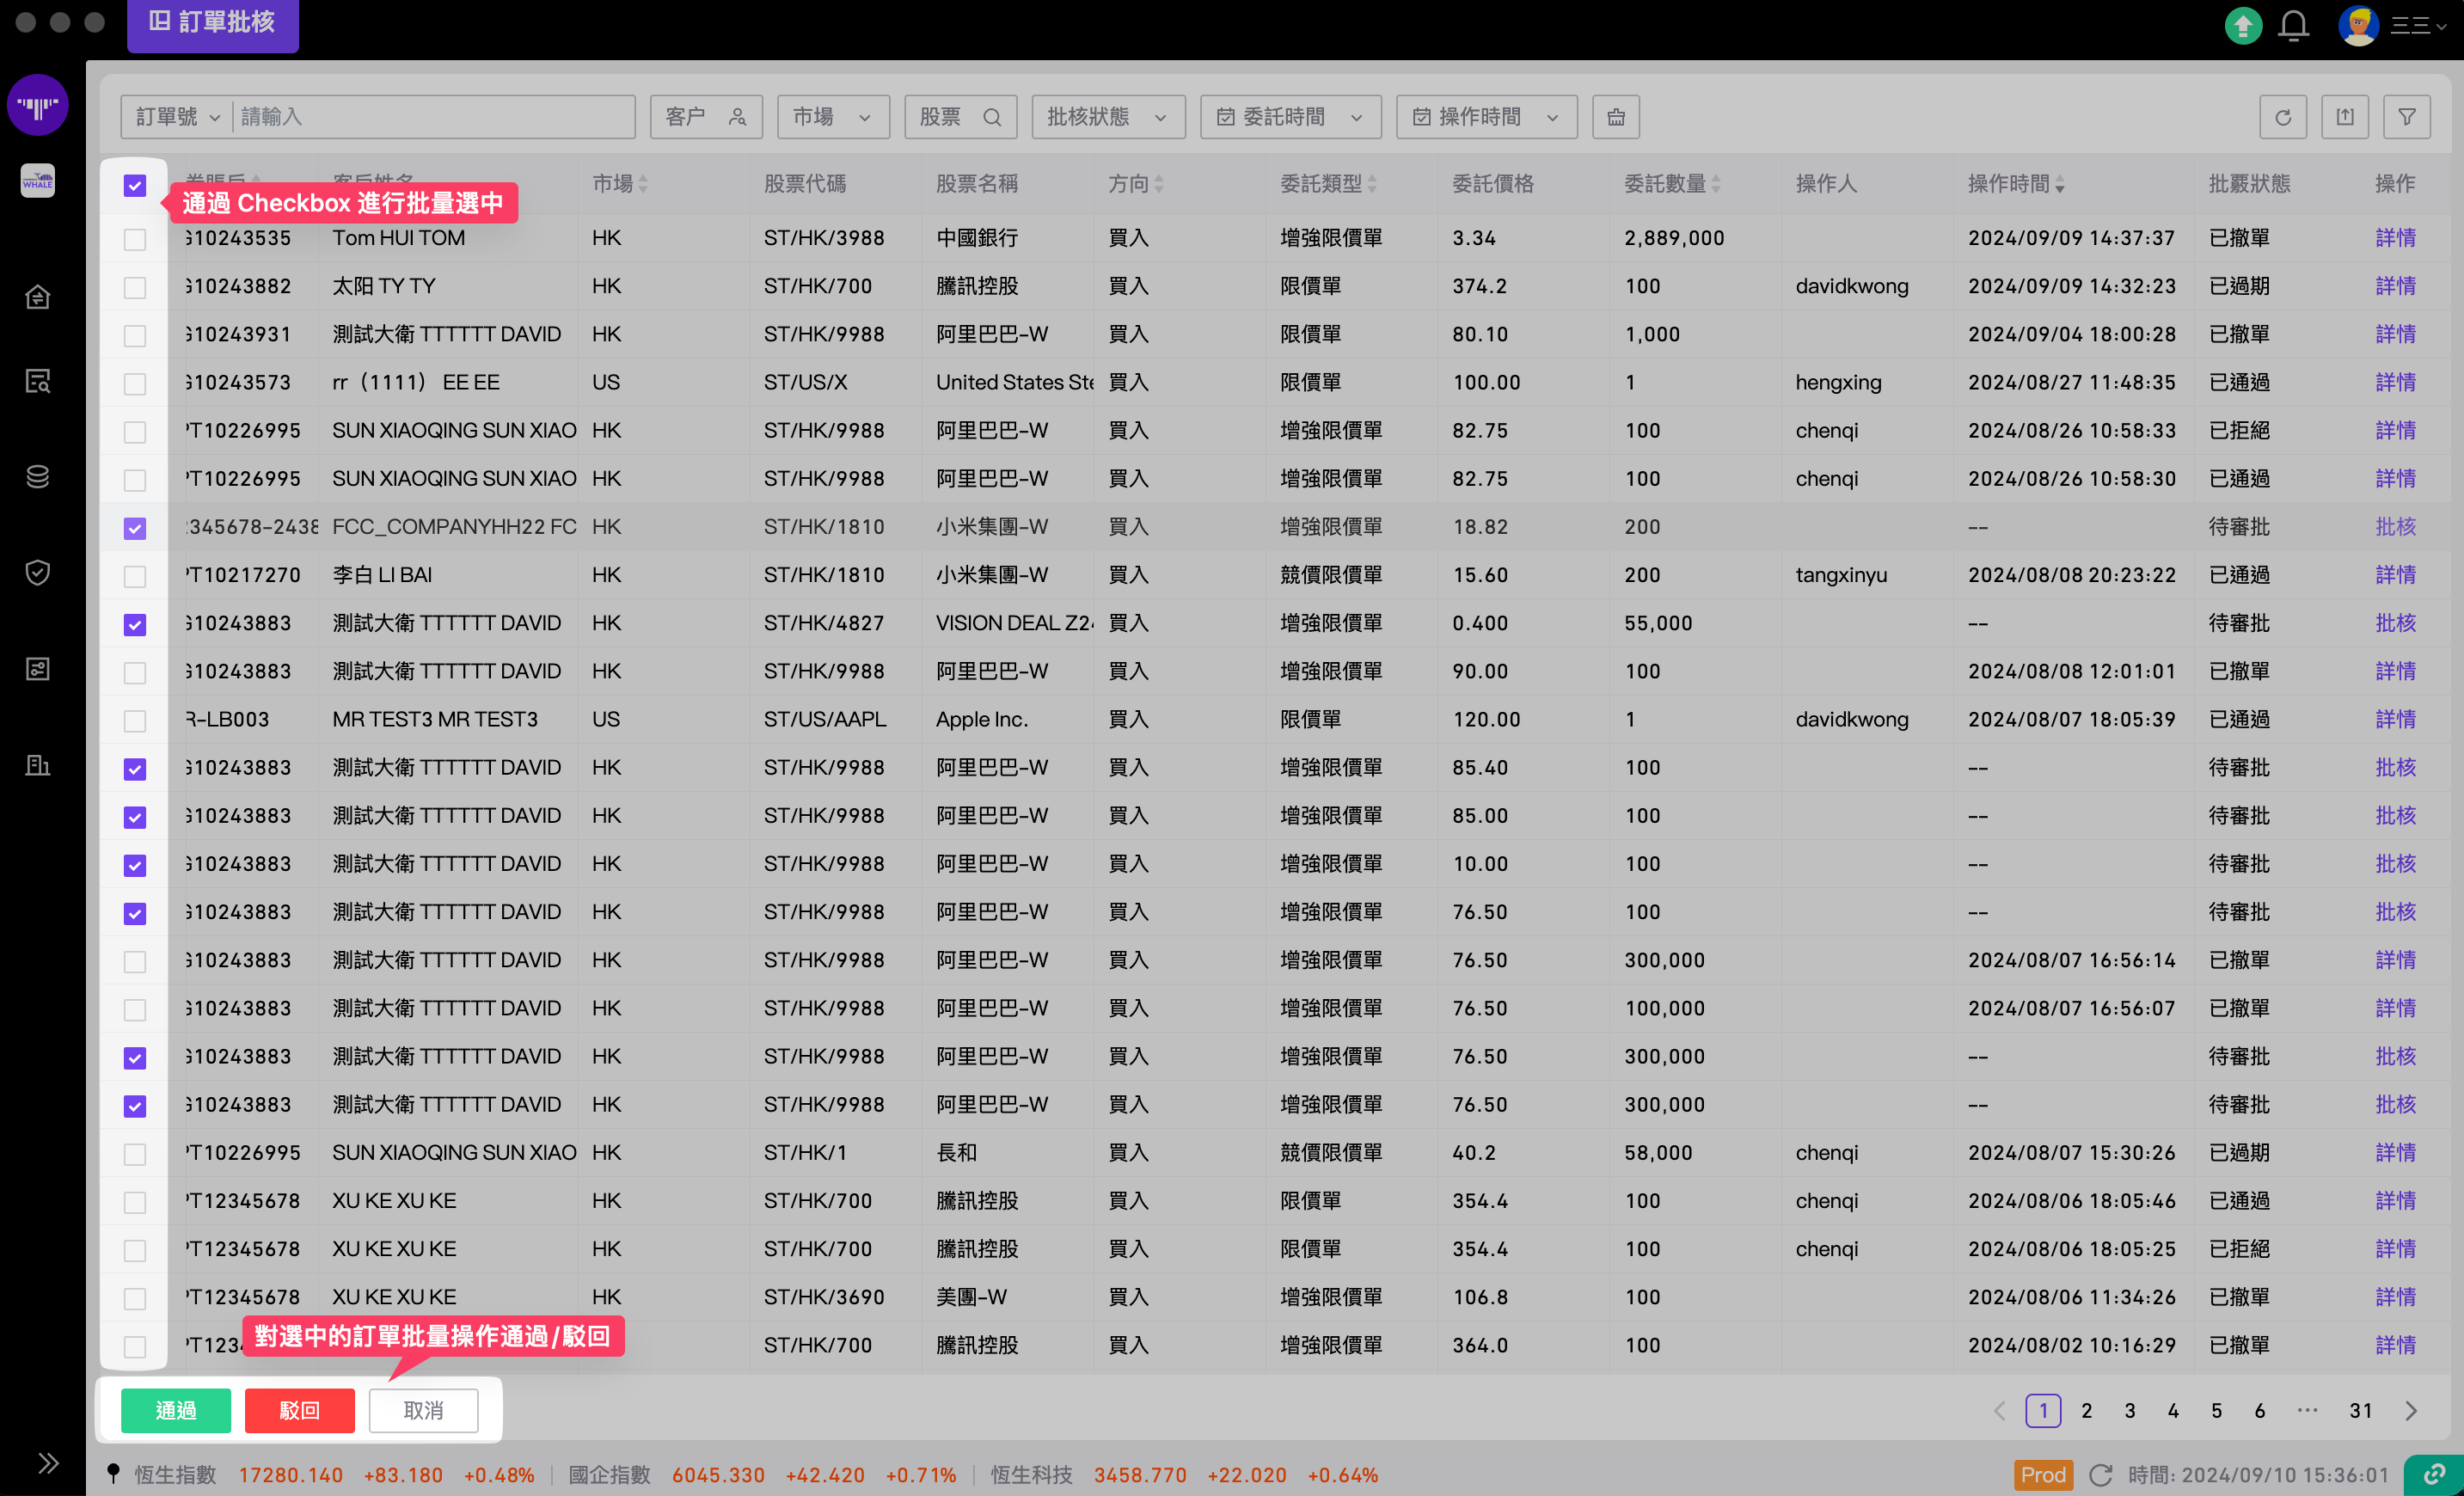 訂單批核
三三
訂單號 請輸入 客户 市場 股票 批核狀態 委託時間 操作時間
WHALE
市場 股票代碼 股票名稱 方向 委託類型 委託價格 委託數量 操作人 操作時間 批覈狀態 操作
通過 Checkbox 進行批量選中
G10243535 Tom HUI TOM HK ST/HK/3988 中國銀行 買入 增強限價單 3.34 2,889,000 2024/09/09 14:37:37 已撤單 詳情
G10243882 太阳 TY TY HK ST/HK/700 騰訊控股 買入 限價單 374.2 100 davidkwong 2024/09/09 14:32:23 已過期 詳情
G10243931 測試大衛 TTTTTT DAVID HK ST/HK/9988 阿里巴巴-W 買入 限價單 80.10 1,000 2024/09/04 18:00:28 已撤單 詳情
G10243573 rr（1111） EE EE US ST/US/X United States Ste 買入 限價單 100.00 1 hengxing 2024/08/27 11:48:35 已通過 詳情
PT10226995 SUN XIAOQING SUN XIAO HK ST/HK/9988 阿里巴巴-W 買入 增強限價單 82.75 100 chenqi 2024/08/26 10:58:33 已拒絕 詳情
PT10226995 SUN XIAOQING SUN XIAO HK ST/HK/9988 阿里巴巴-W 買入 增強限價單 82.75 100 chenqi 2024/08/26 10:58:30 已通過 詳情
2345678-2438 FCC_COMPANYHH22 FC HK ST/HK/1810 小米集團-W 買入 增強限價單 18.82 200 -- 待審批 批核
PT10217270 李白 LI BAI HK ST/HK/1810 小米集團-W 買入 競價限價單 15.60 200 tangxinyu 2024/08/08 20:23:22 已通過 詳情
G10243883 測試大衛 TTTTTT DAVID HK ST/HK/4827 VISION DEAL Z24 買入 增強限價單 0.400 55,000 -- 待審批 批核
G10243883 測試大衛 TTTTTT DAVID HK ST/HK/9988 阿里巴巴-W 買入 增強限價單 90.00 100 2024/08/08 12:01:01 已撤單 詳情
R-LB003 MR TEST3 MR TEST3 US ST/US/AAPL Apple Inc. 買入 限價單 120.00 1 davidkwong 2024/08/07 18:05:39 已通過 詳情
G10243883 測試大衛 TTTTTT DAVID HK ST/HK/9988 阿里巴巴-W 買入 增強限價單 85.40 100 -- 待審批 批核
G10243883 測試大衛 TTTTTT DAVID HK ST/HK/9988 阿里巴巴-W 買入 增強限價單 85.00 100 -- 待審批 批核
G10243883 測試大衛 TTTTTT DAVID HK ST/HK/9988 阿里巴巴-W 買入 增強限價單 10.00 100 -- 待審批 批核
G10243883 測試大衛 TTTTTT DAVID HK ST/HK/9988 阿里巴巴-W 買入 增強限價單 76.50 100 -- 待審批 批核
G10243883 測試大衛 TTTTTT DAVID HK ST/HK/9988 阿里巴巴-W 買入 增強限價單 76.50 300,000 2024/08/07 16:56:14 已撤單 詳情
G10243883 測試大衛 TTTTTT DAVID HK ST/HK/9988 阿里巴巴-W 買入 增強限價單 76.50 100,000 2024/08/07 16:56:07 已撤單 詳情
G10243883 測試大衛 TTTTTT DAVID HK ST/HK/9988 阿里巴巴-W 買入 增強限價單 76.50 300,000 -- 待審批 批核
G10243883 測試大衛 TTTTTT DAVID HK ST/HK/9988 阿里巴巴-W 買入 增強限價單 76.50 300,000 -- 待審批 批核
PT10226995 SUN XIAOQING SUN XIAO HK ST/HK/1 長和 買入 競價限價單 40.2 58,000 chenqi 2024/08/07 15:30:26 已過期 詳情
PT12345678 XU KE XU KE HK ST/HK/700 騰訊控股 買入 限價單 354.4 100 chenqi 2024/08/06 18:05:46 已通過 詳情
PT12345678 XU KE XU KE HK ST/HK/700 騰訊控股 買入 限價單 354.4 100 chenqi 2024/08/06 18:05:25 已拒絕 詳情
PT12345678 XU KE XU KE HK ST/HK/3690 美團-W 買入 增強限價單 106.8 100 2024/08/06 11:34:26 已撤單 詳情
PT123 ST/HK/700 騰訊控股 買入 增強限價單 364.0 100 2024/08/02 10:16:29 已撤單 詳情
對選中的訂單批量操作通過/駁回
通過 駁回 取消 1 2 3 4 5 6 ··· 31
恆生指數 17280.140 +83.180 +0.48% 國企指數 6045.330 +42.420 +0.71% 恆生科技 3458.770 +22.020 +0.64% Prod 時間: 2024/09/10 15:36:01